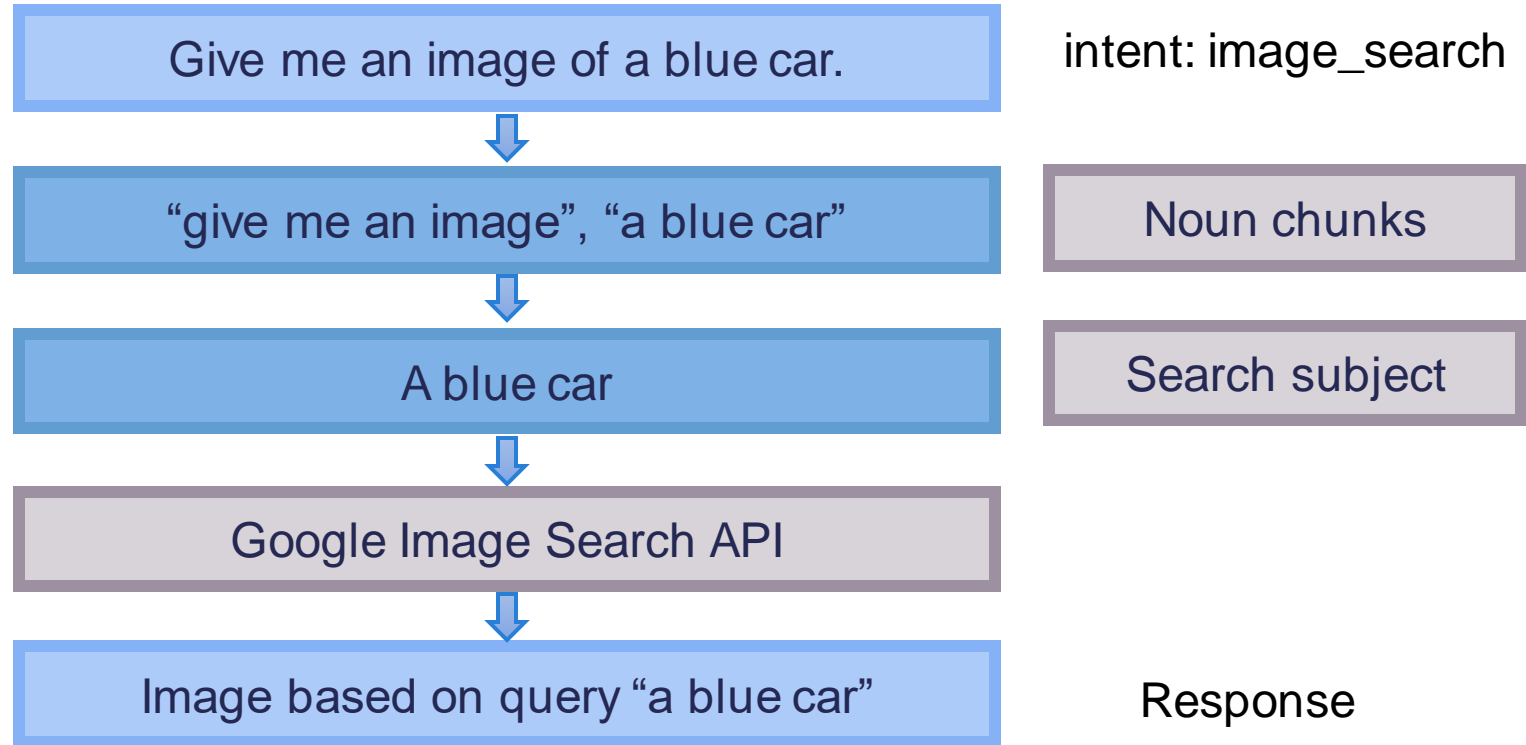 Give me an image of a blue car.
intent: image_search
“give me an image”, “a blue car”
Noun chunks
A blue car
Search subject
Google Image Search API
Image based on query “a blue car”
Response